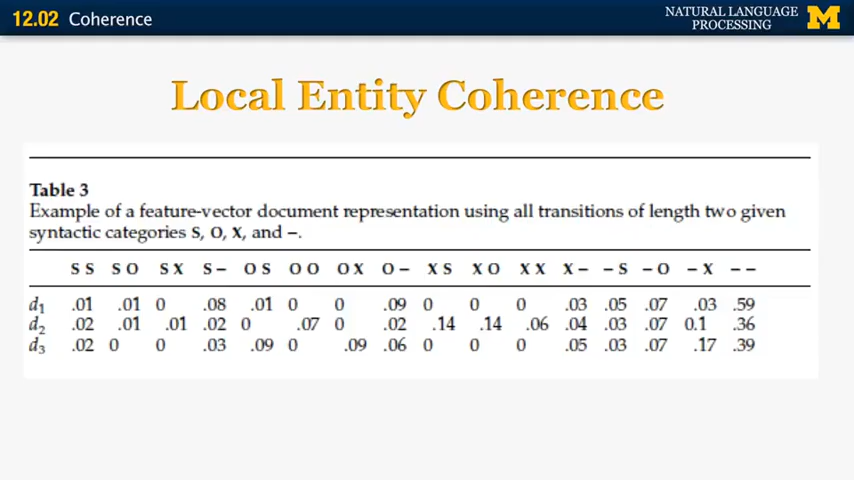 12.02 Coherence
NATURAL LANGUAGE
PROCESSING
M
Local Entity Coherence
Table 3
Example of a feature-vector document representation using all transitions of length two given
syntactic categories S, O, X, and –.
S S S O S X S – O S O O O X O – X S X O X X X – – S – O – X – –
d1 .01 .01 0 .08 .01 0 0 .09 0 0 0 .03 .05 .07 .03 .59
d2 .02 .01 .01 .02 0 .07 0 .02 .14 .14 .06 .04 .03 .07 0.1 .36
d3 .02 0 0 .03 .09 0 .09 .06 0 0 0 .05 .03 .07 .17 .39